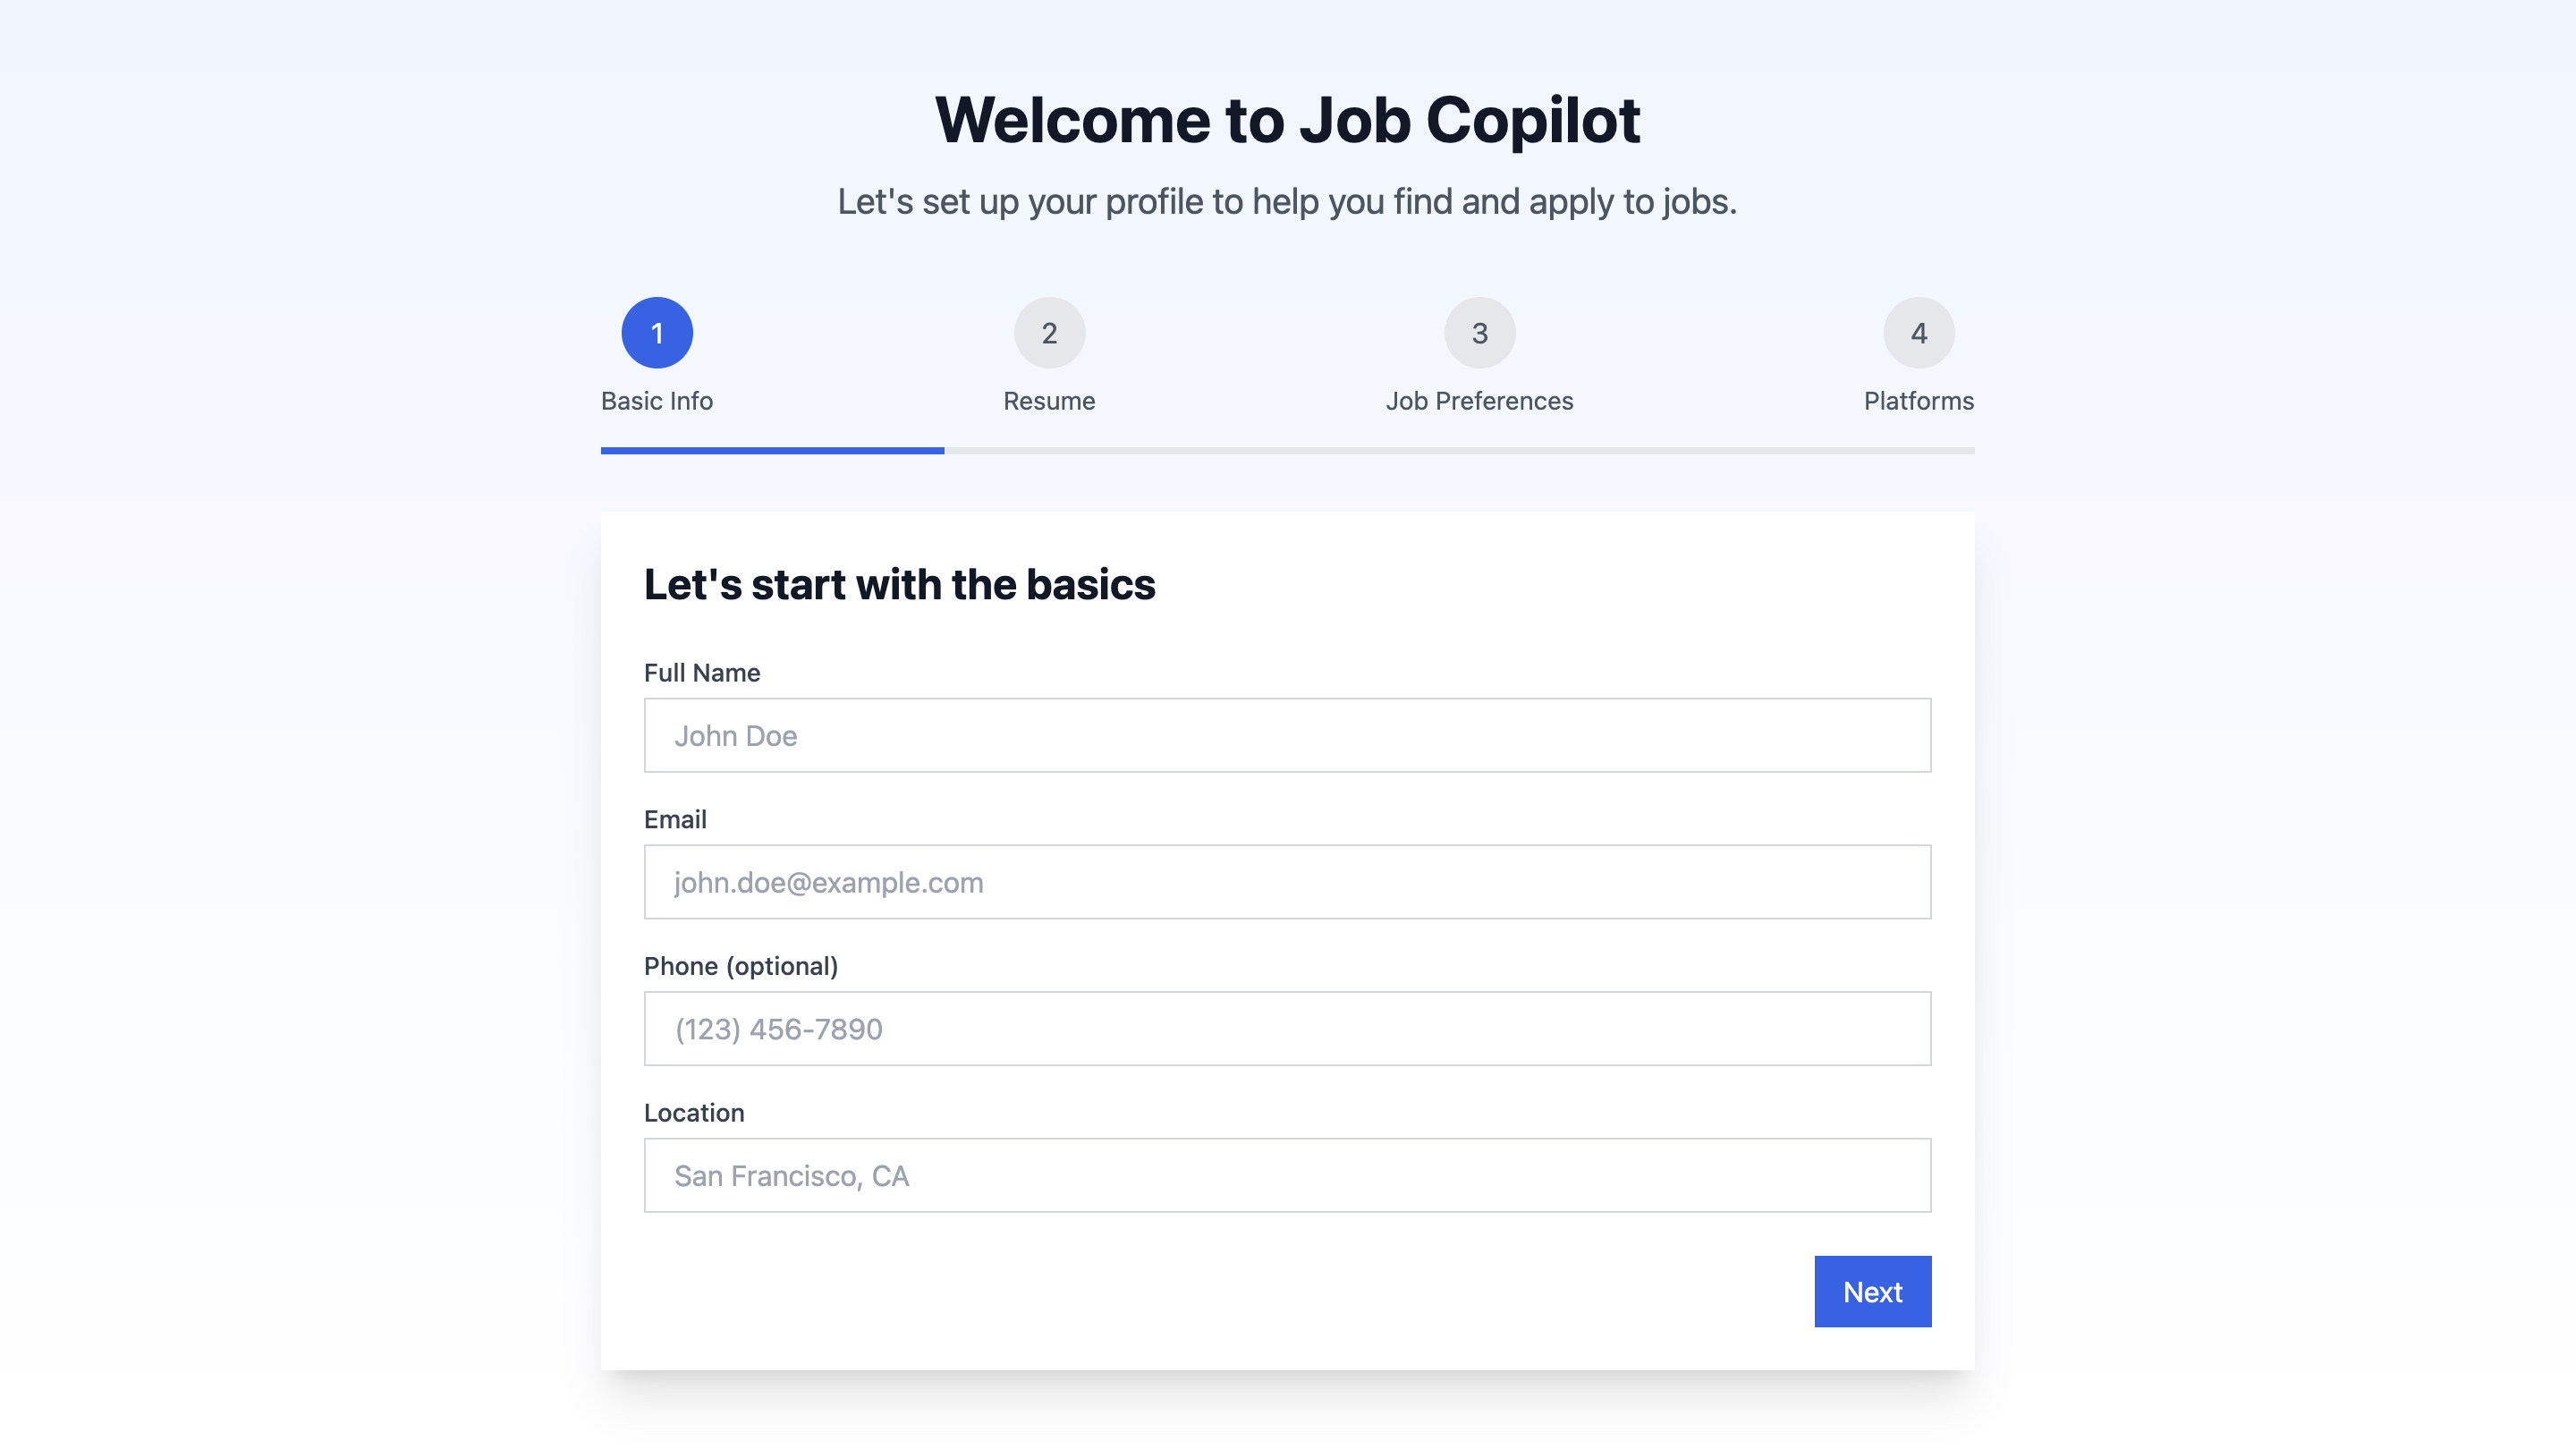 Welcome to Job Copilot
Let's set up your profile to help you find and apply to jobs.
1
Basic Info
2
Resume
3
Job Preferences
4
Platforms
Let's start with the basics
Full Name
John Doe
Email
john.doe@example.com
Phone (optional)
(123) 456-7890
Location
San Francisco, CA
Next